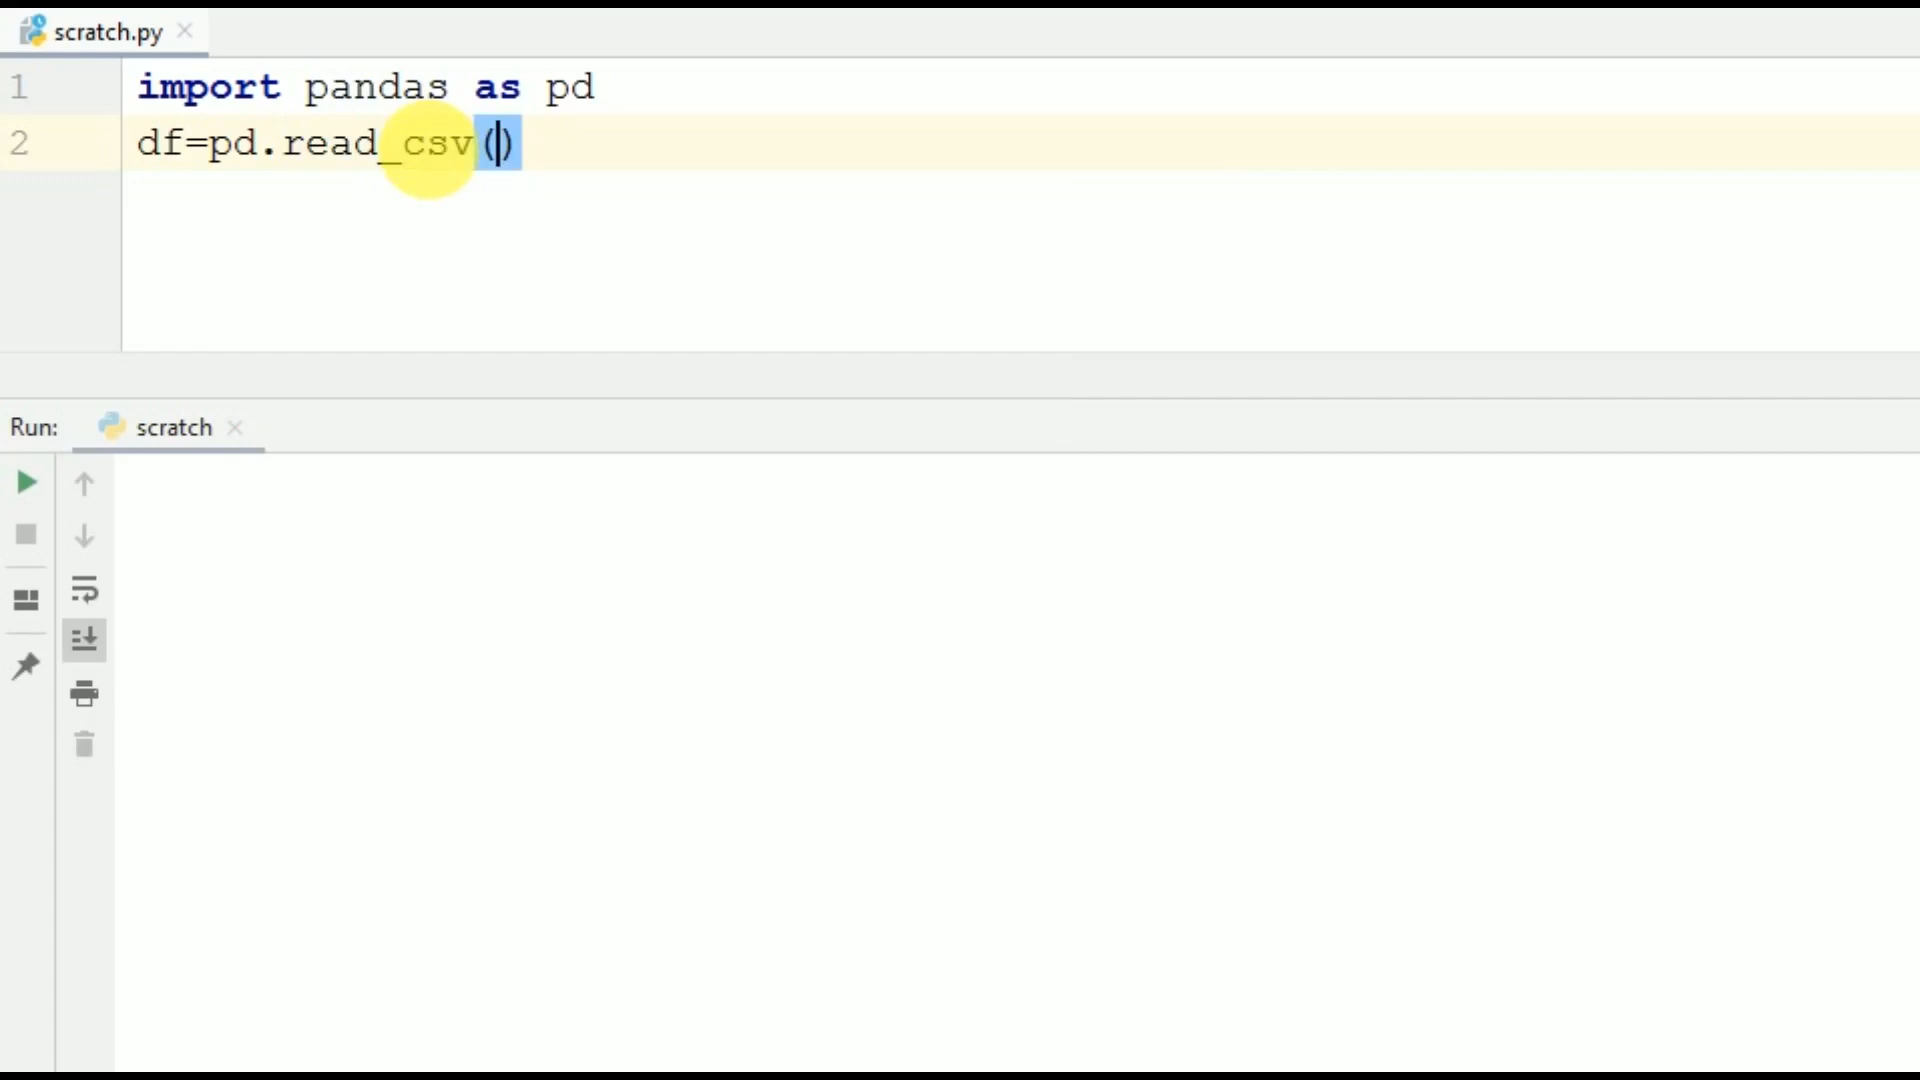 scratch.py
1 import pandas as pd
2 df=pd.read_csv()
Run: scratch